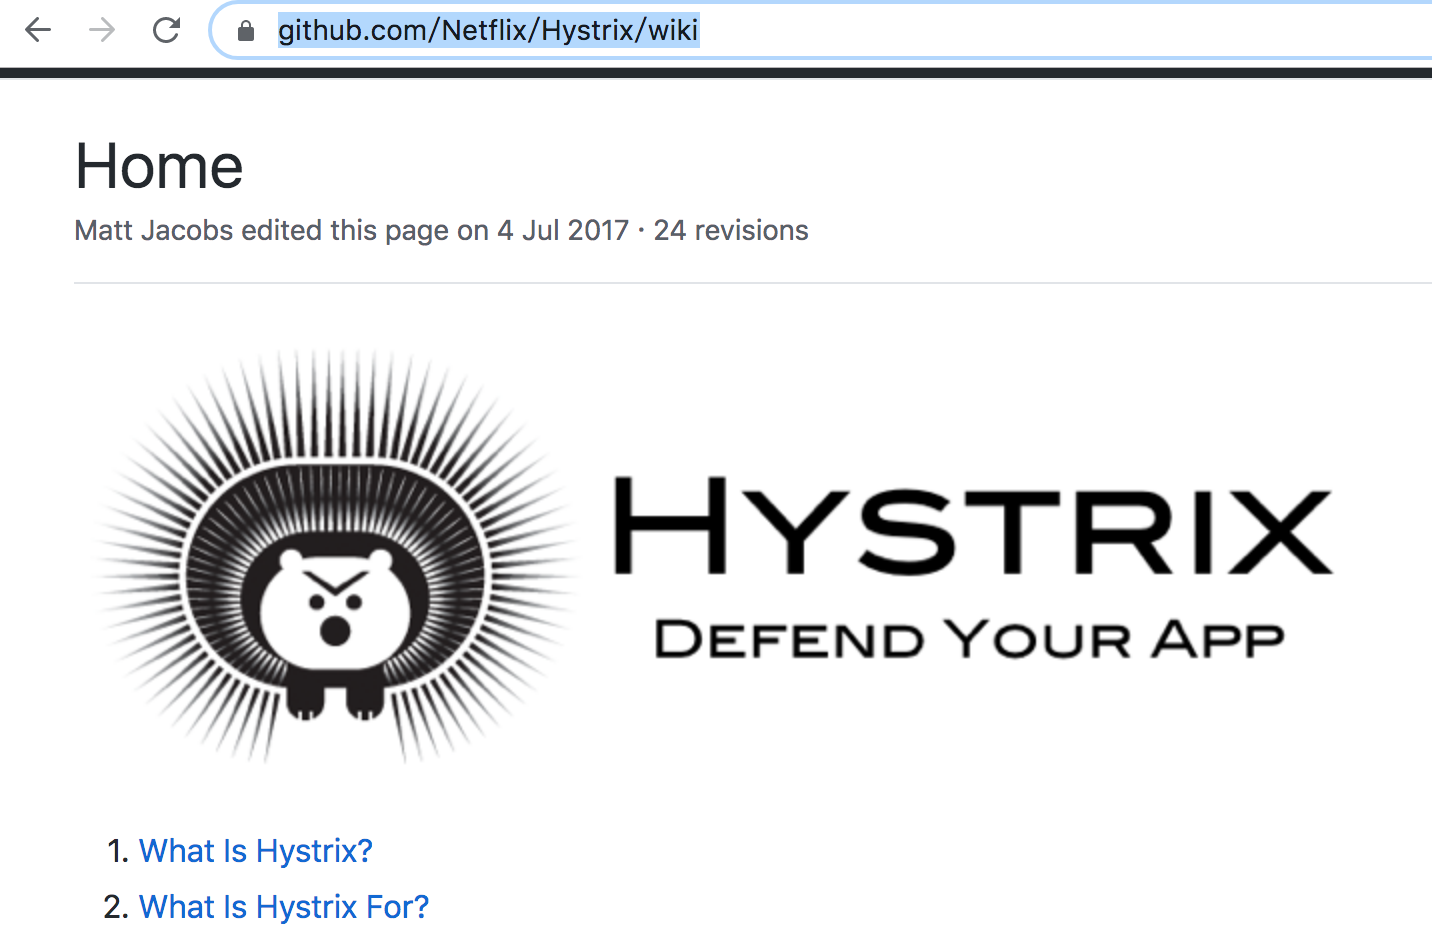 github.com/Netflix/Hystrix/wiki
Home
Matt Jacobs edited this page on 4 Jul 2017 · 24 revisions
HYSTRIX
DEFEND YOUR APP
1. What Is Hystrix?
2. What Is Hystrix For?